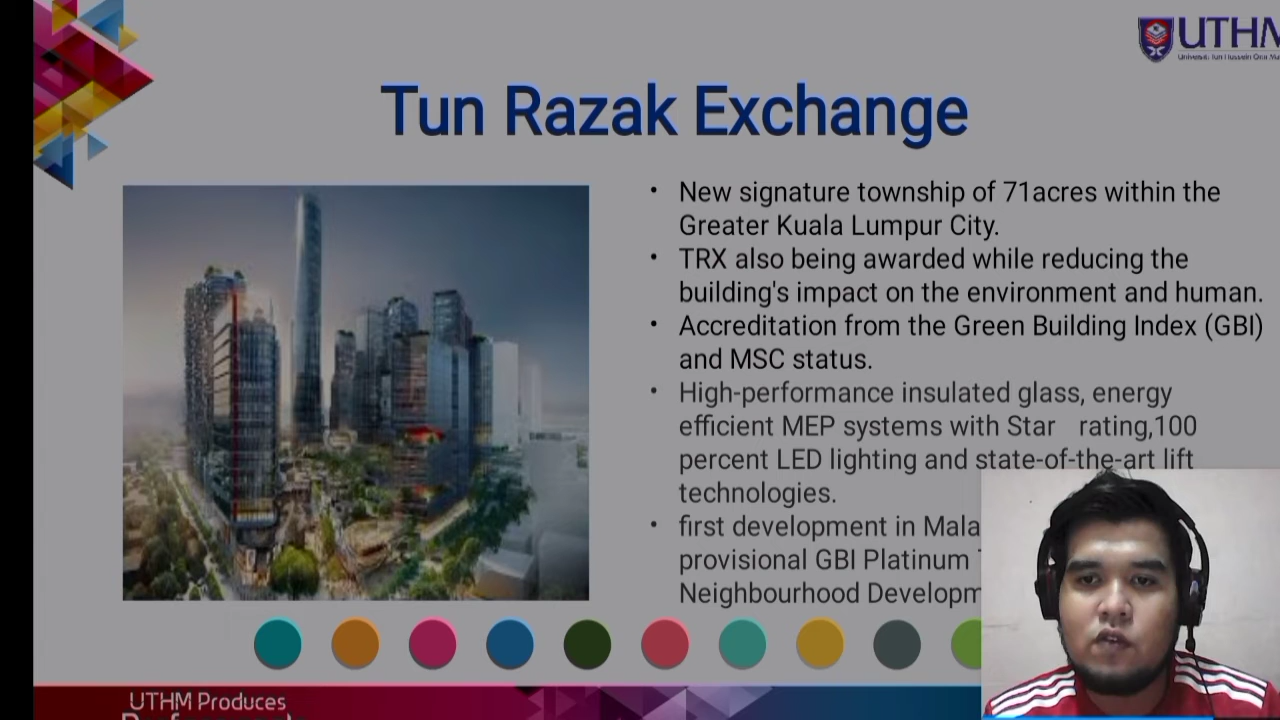 UTHM
Universiti Tun Hussein Onn
Tun Razak Exchange
• New signature township of 71acres within the
Greater Kuala Lumpur City.
• TRX also being awarded while reducing the
building's impact on the environment and human.
• Accreditation from the Green Building Index (GBI)
and MSC status.
• High-performance insulated glass, energy
efficient MEP systems with Star rating,100
percent LED lighting and state-of-the-art lift
technologies.
• first development in
provisional GBI Platinum
Neighbourhood
UTHM Produces